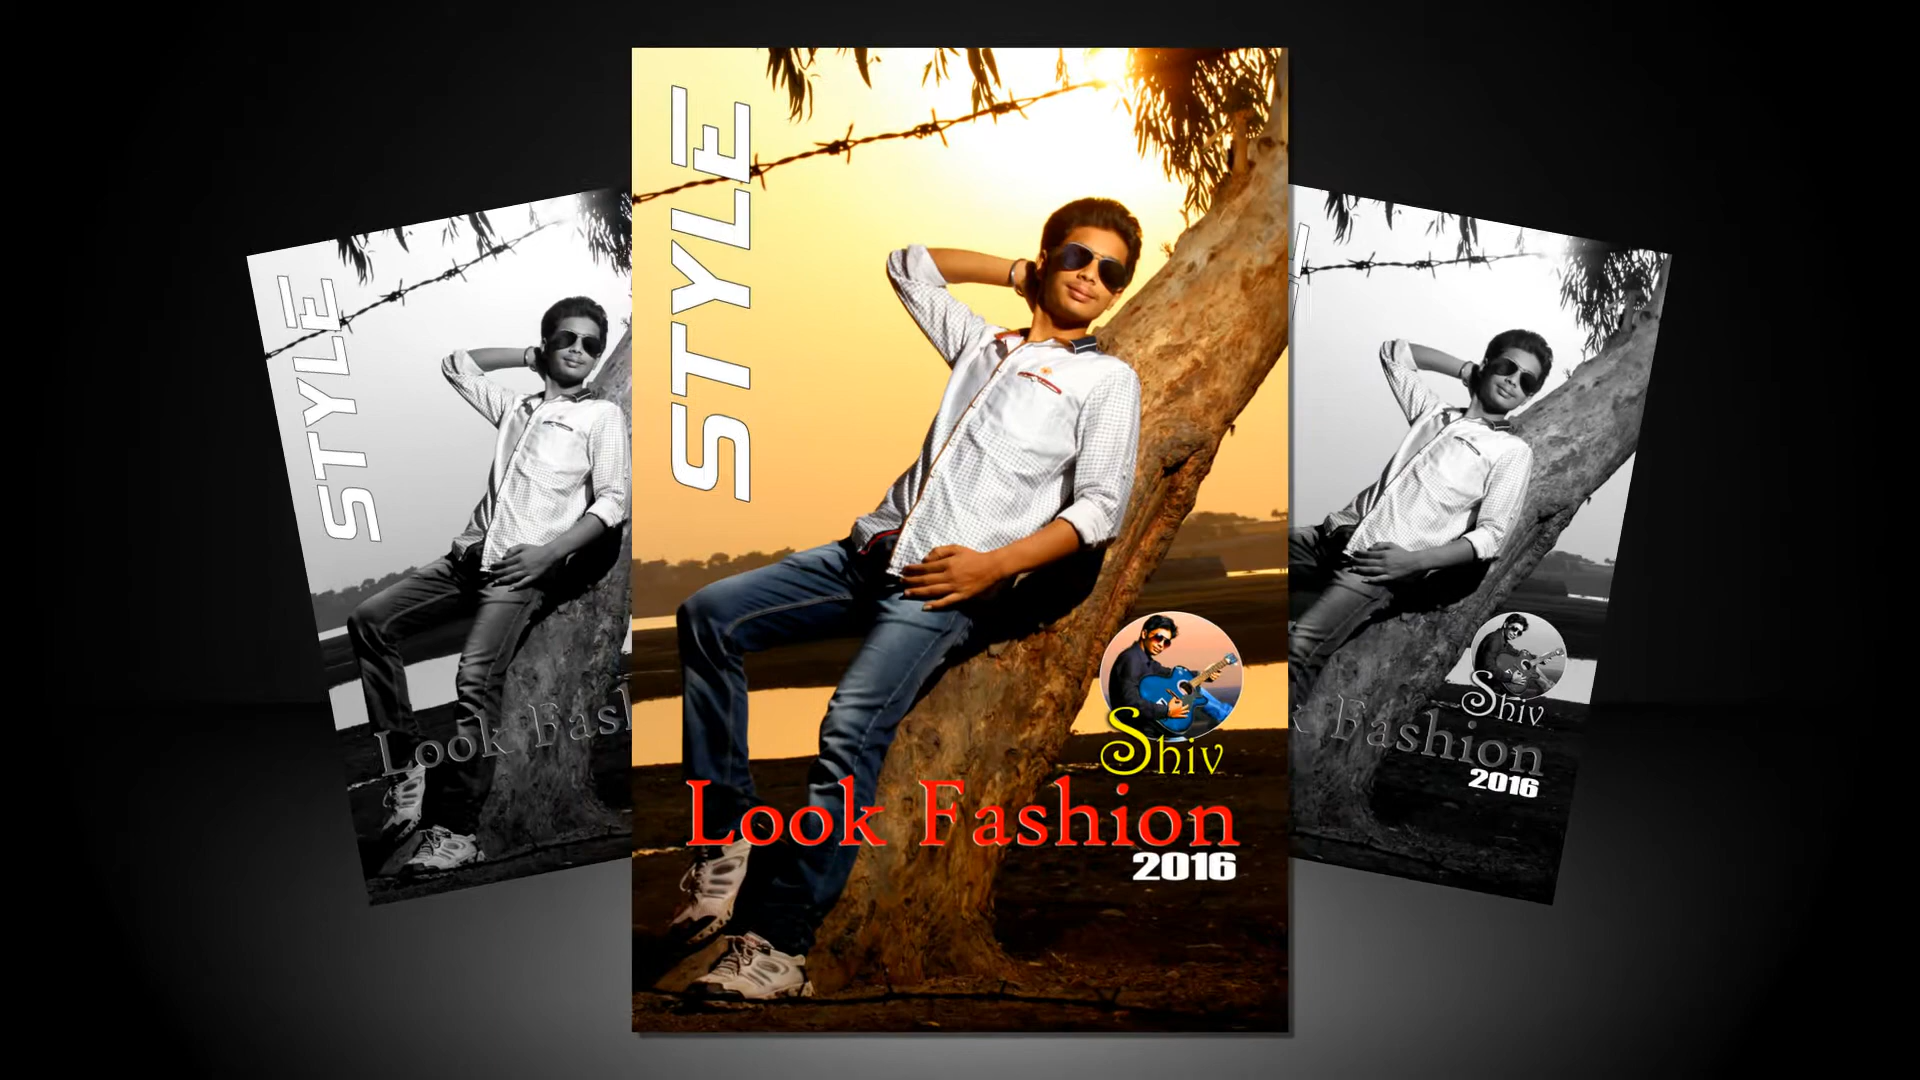 STYLE
Shiv
Look Fashion
2016
STYLE
Look Fash
Shiv
k Fashion
2016